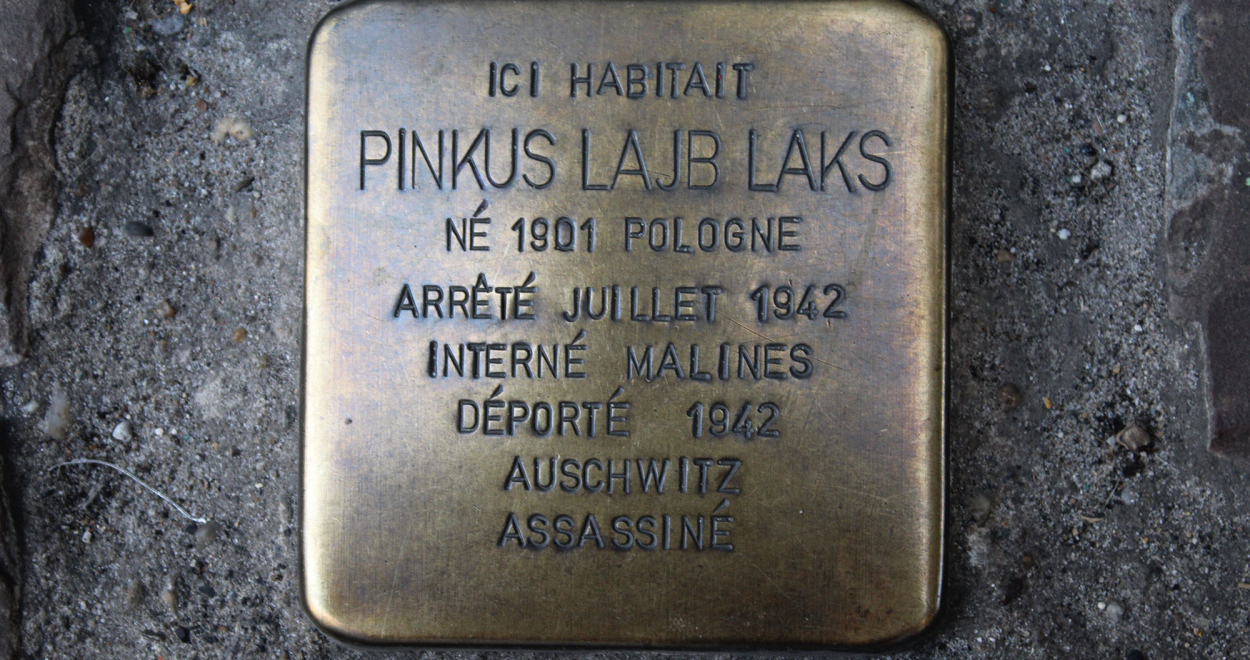 ICI HABITAIT
PINKUS LAJB LAKS
NÉ 1901 POLOGNE
ARRÊTÉ JUILLET 1942
INTERNÉ MALINES
DÉPORTÉ 1942
AUSCHWITZ
ASSASSINÉ